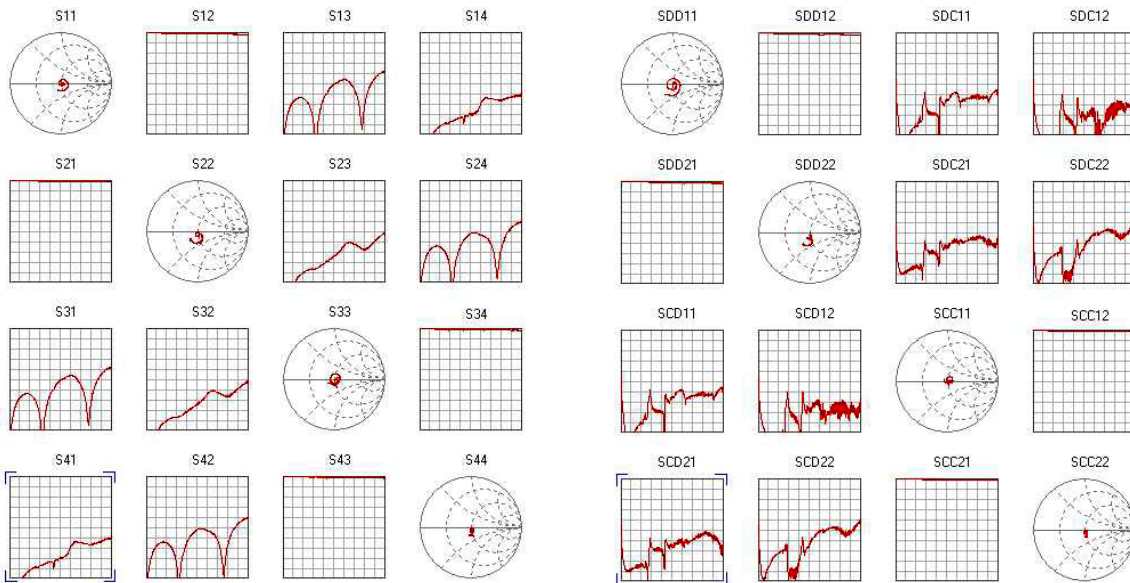 S11 S12 S13 S14 SDD11 SDD12 SDC11 SDC12
S21 S22 S23 S24 SDD21 SDD22 SDC21 SDC22
S31 S32 S33 S34 SCD11 SCD12 SCC11 SCC12
S41 S42 S43 S44 SCD21 SCD22 SCC21 SCC22